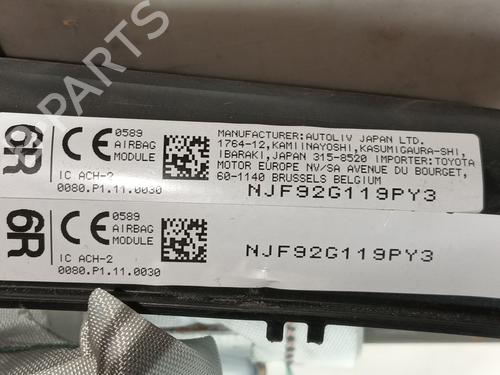 6R
CE
0589
AIRBAG
MODULE
IC ACH-2
0080.P1.11.0030
MANUFACTURER:AUTOLIV JAPAN LTD.
1764-12,KAMIINAYOSHI,KASUMIGAURA-SHI,
IBARAKI,JAPAN 315-8520 IMPORTER:TOYOTA
MOTOR EUROPE NV/SA AVENUE DU BOURGET,
60-1140 BRUSSELS BELGIUM
NJF92G119PY3
6R
CE
0589
AIRBAG
MODULE
IC ACH-2
0080.P1.11.0030
NJF92G119PY3
B-PARTS